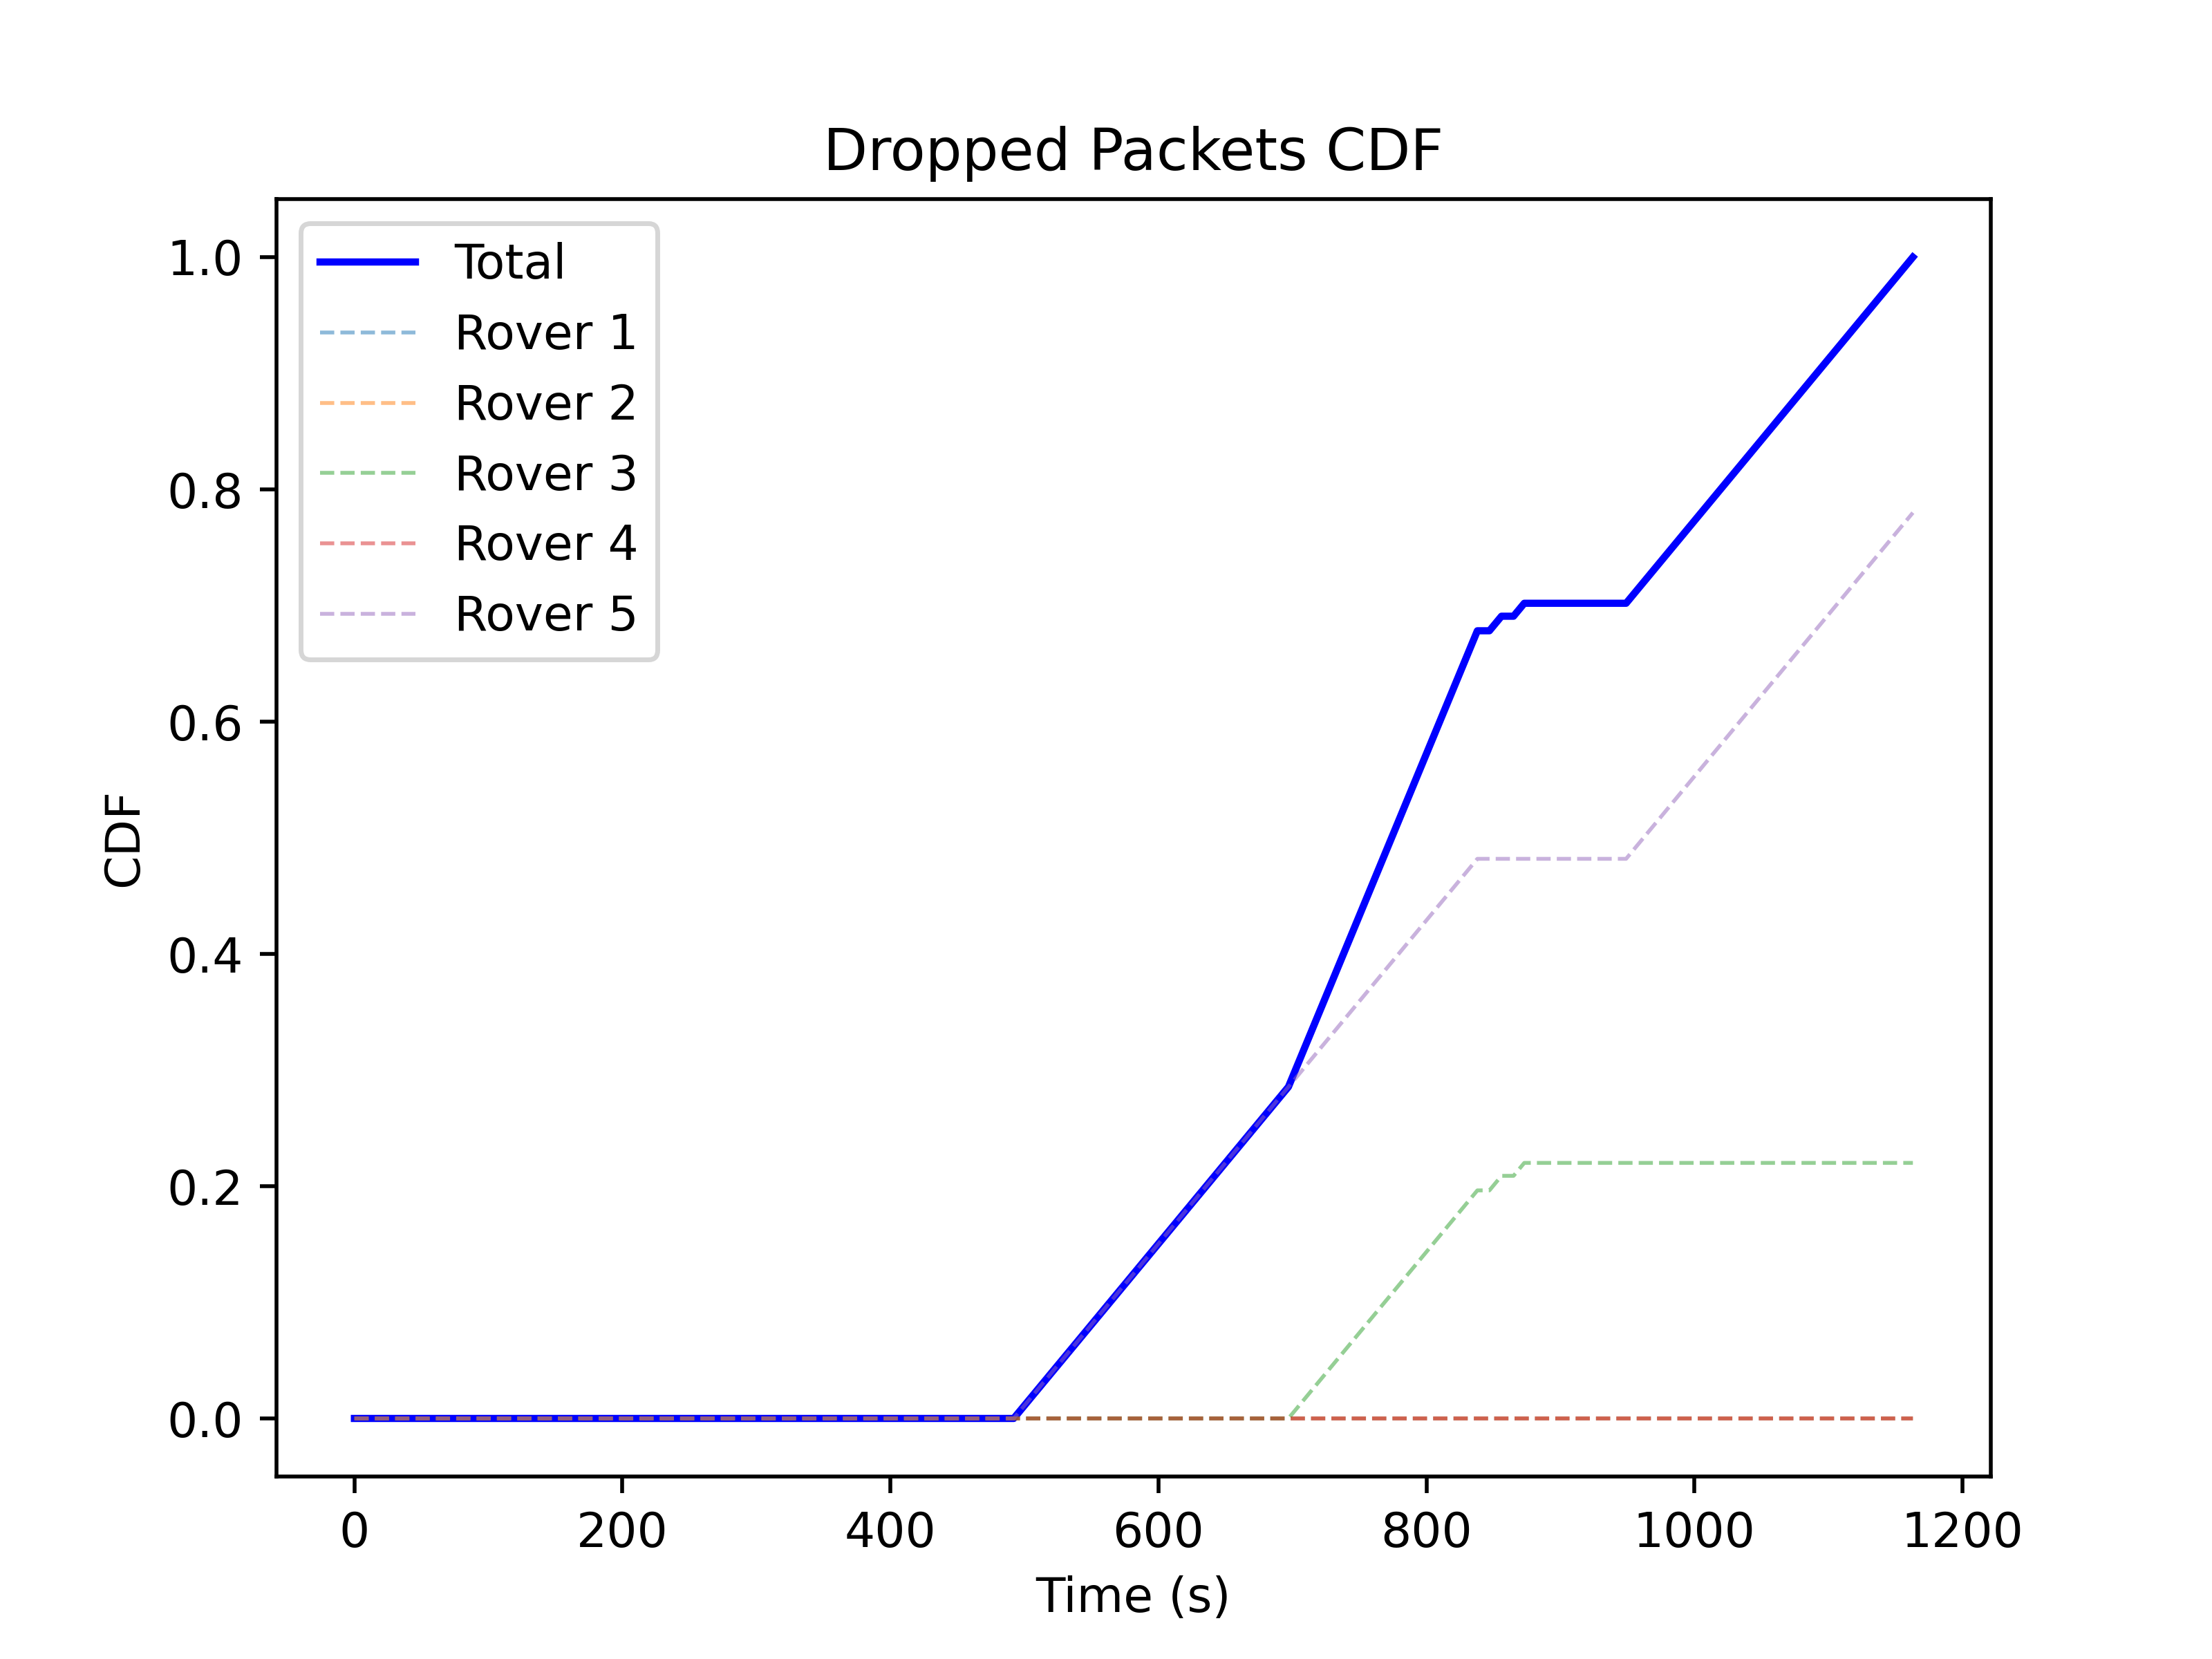 Dropped Packets CDF
Total
Rover 1
Rover 2
Rover 3
Rover 4
Rover 5
1.0
0.8
0.6
0.4
0.2
0.0
CDF
0 200 400 600 800 1000 1200
Time (s)